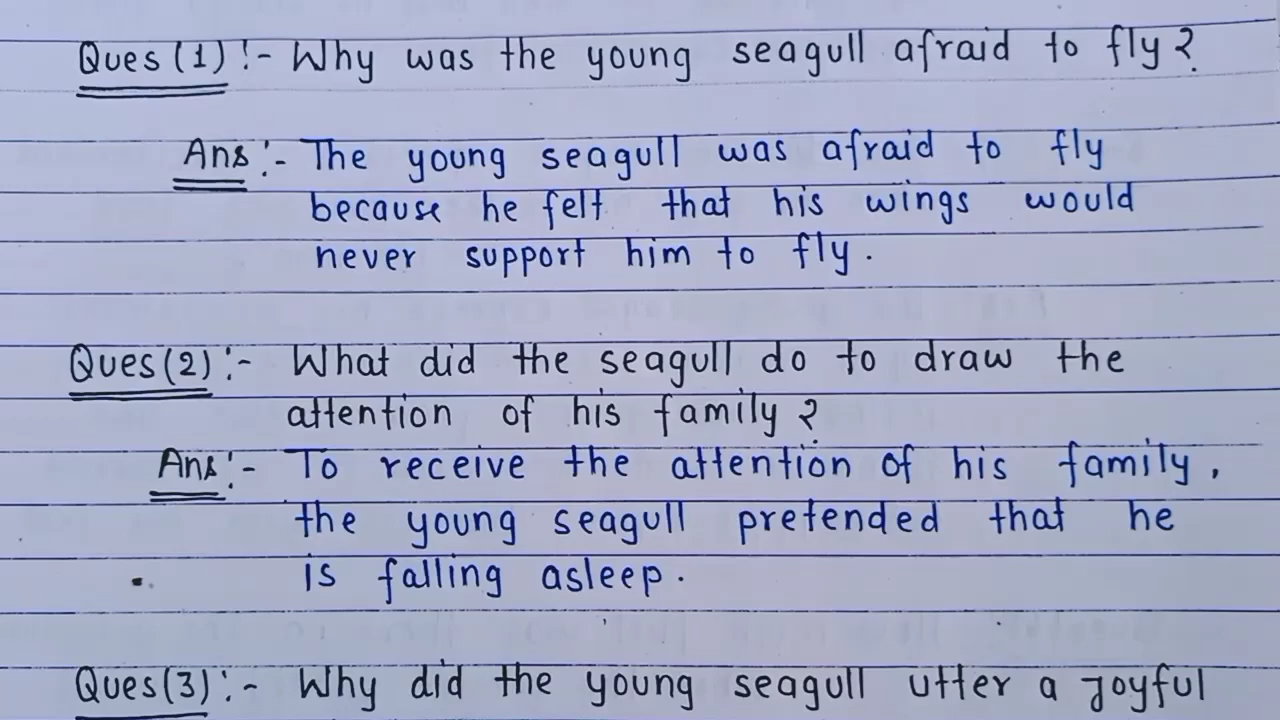 Ques (1) :- Why was the young seagull afraid to fly?
Ans :- The young seagull was afraid to fly
because he felt that his wings would
never support him to fly.
Ques (2) :- What did the seagull do to draw the
attention of his family?
Ans :- To receive the attention of his family,
the young seagull pretended that he
is falling asleep.
Ques (3) :- Why did the young seagull utter a joyful